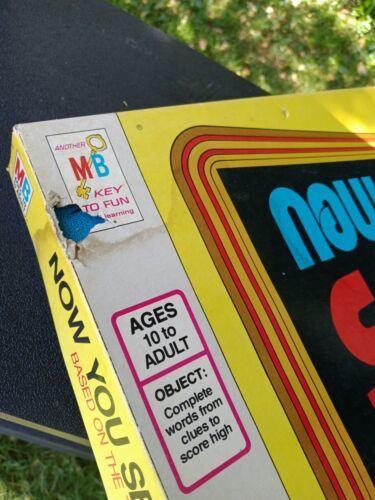 ANOTHER
MB
KEY
TO FUN
learning
AGES
10 to
ADULT
OBJECT:
Complete
words from
clues to
score high
MB
NOW YOU SE
BASED ON THE
NOW